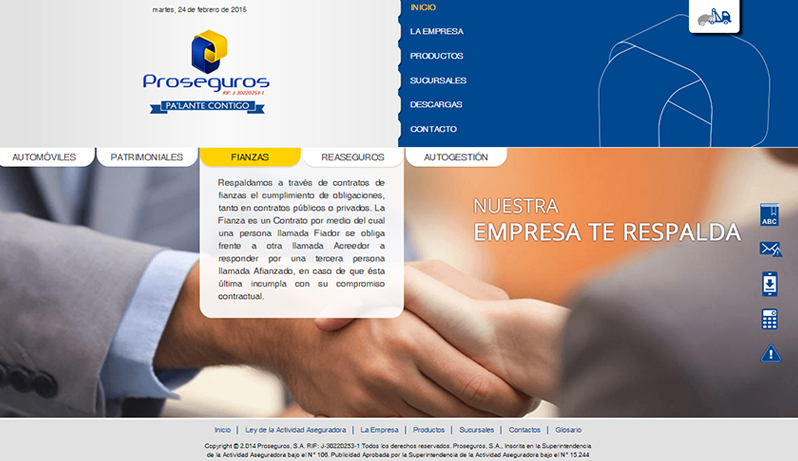 martes, 24 de febrero de 2015
Proseguros
RIF: J-30220253-1
PA'LANTE CONTIGO
INICIO
LA EMPRESA
PRODUCTOS
SUCURSALES
DESCARGAS
CONTACTO
AUTOMÓVILES
PATRIMONIALES
FIANZAS
REASEGUROS
AUTOGESTIÓN
Respaldamos a través de contratos de
fianzas el cumplimiento de obligaciones,
tanto en contratos públicos o privados. La
Fianza es un Contrato por medio del cual
una persona llamada Fiador se obliga
frente a otra llamada Acreedor a
responder por una tercera persona
llamada Afianzado, en caso de que ésta
última incumpla con su compromiso
contractual.
NUESTRA
EMPRESA TE RESPALDA
ABC
Inicio | Ley de la Actividad Aseguradora | La Empresa | Productos | Sucursales | Contactos | Glosario
Copyright © 2.014 Proseguros, S.A. RIF: J-30220253-1 Todos los derechos reservados. Proseguros, S.A., Inscrita en la Superintendencia
de la Actividad Aseguradora bajo el N° 106. Publicidad Aprobada por la Superintendencia de la Actividad Aseguradora bajo el N° 15.244